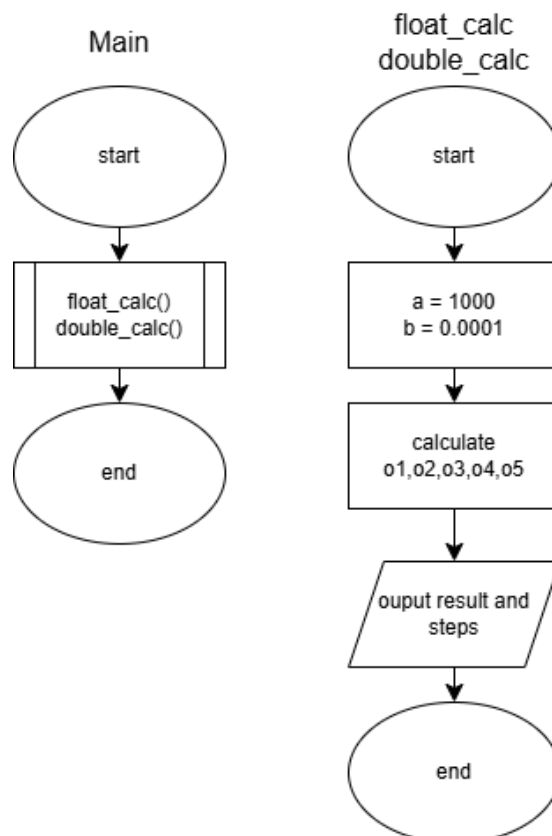 Main
start
float_calc()
double_calc()
end
float_calc
double_calc
start
a = 1000
b = 0.0001
calculate
o1,o2,o3,o4,o5
ouput result and
steps
end